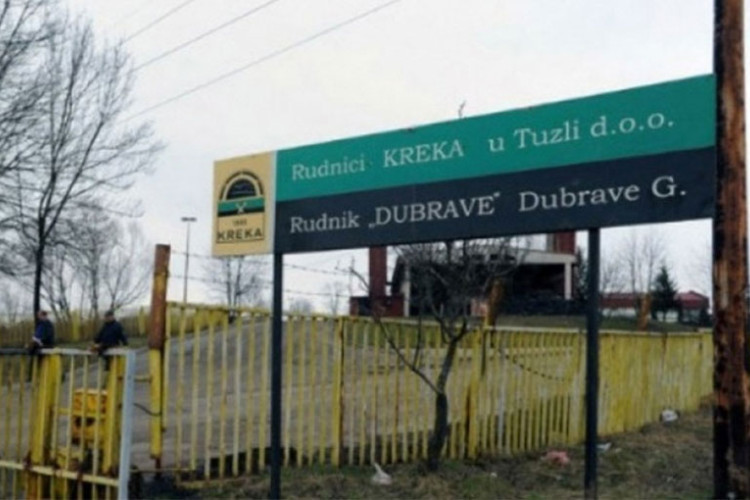 Rudnici KREKA u Tuzli d.o.o.
Rudnik „DUBRAVE" Dubrave G.
KREKA